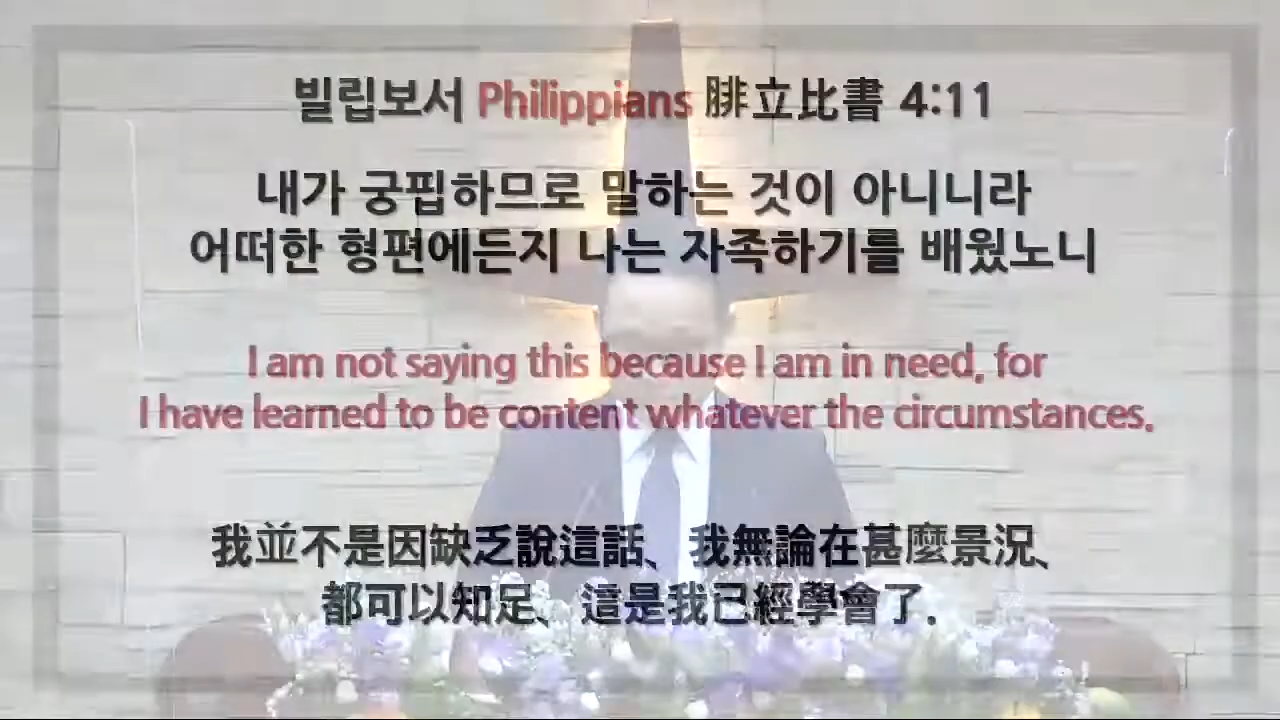 빌립보서 Philippians 腓立比書 4:11
내가 궁핍하므로 말하는 것이 아니니라
어떠한 형편에든지 나는 자족하기를 배웠노니
I am not saying this because I am in need, for
I have learned to be content whatever the circumstances.
我並不是因缺乏說這話、我無論在甚麼景況、
都可以知足、這是我已經學會了.